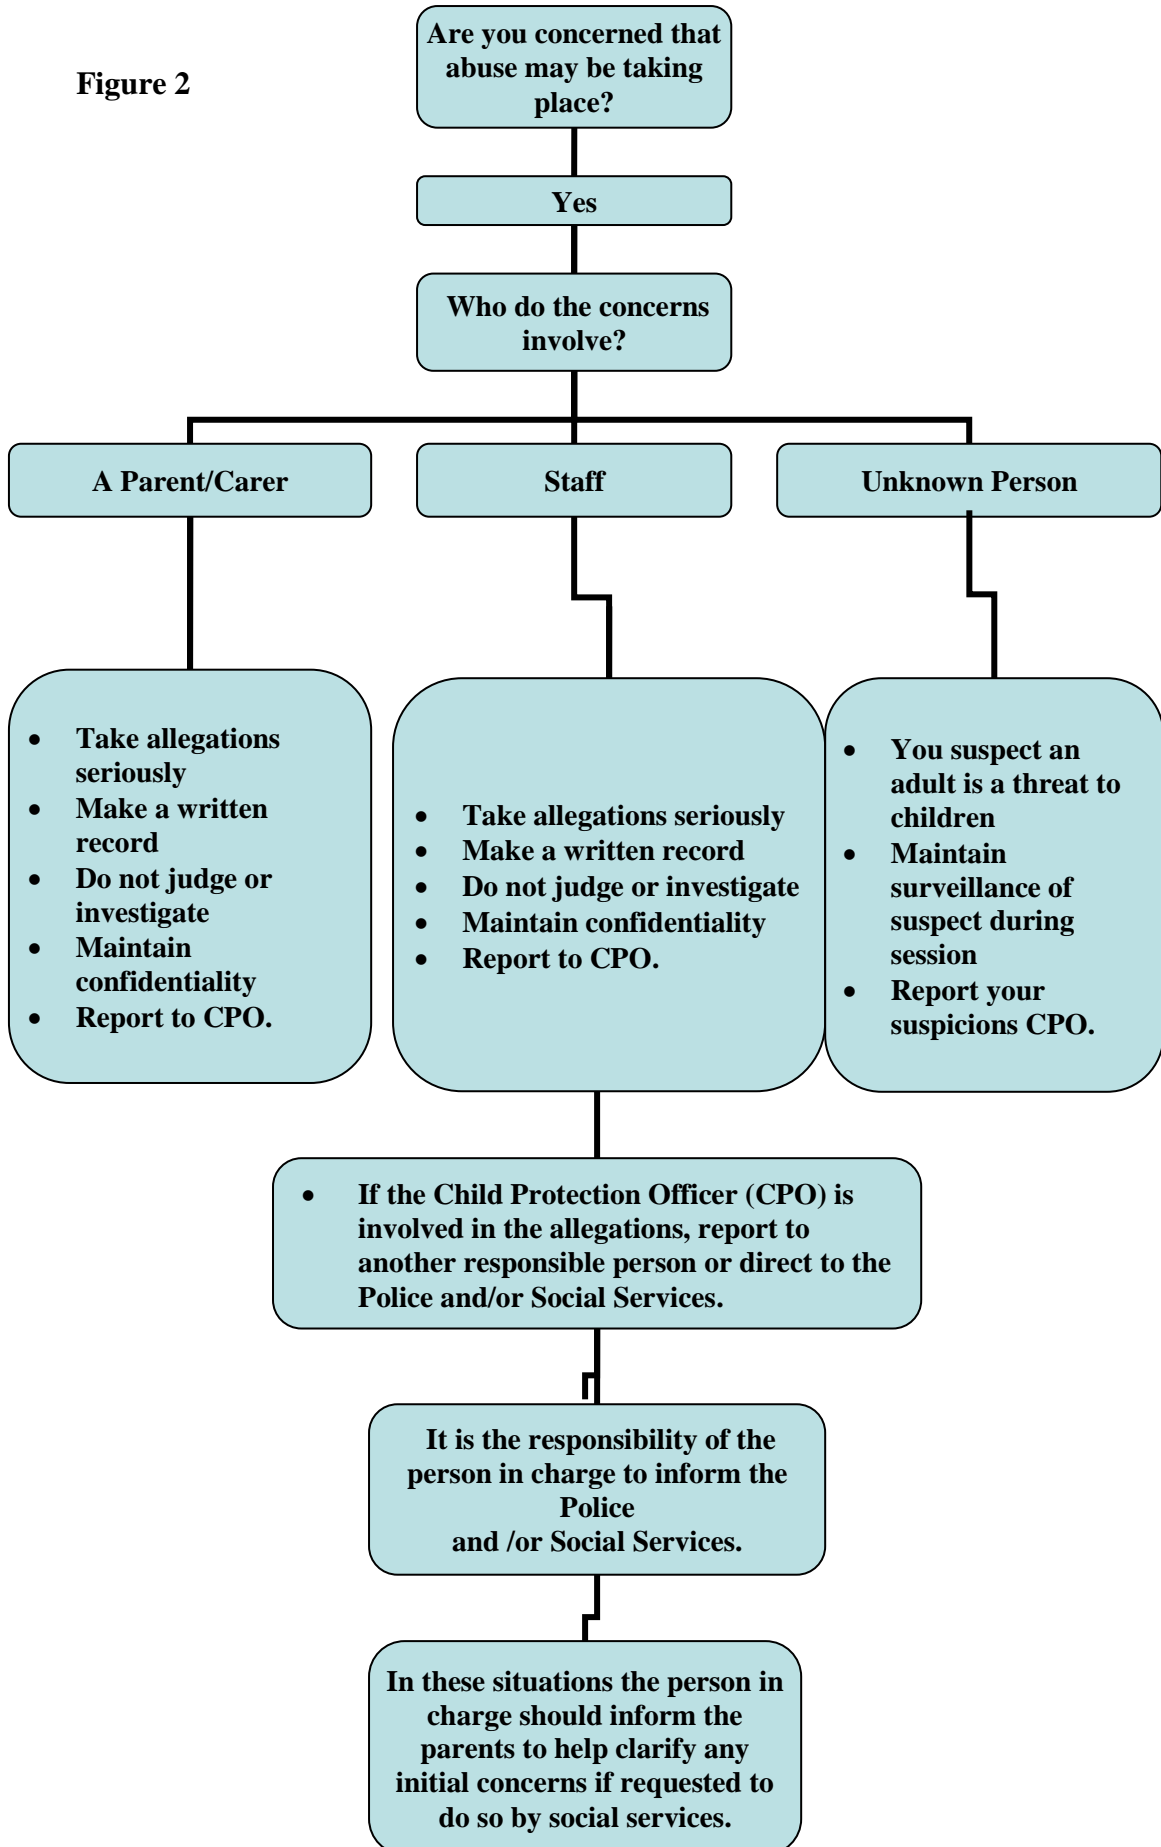 Figure 2
Are you concerned that
abuse may be taking
place?
Yes
Who do the concerns
involve?
A Parent/Carer
Staff
Unknown Person
• Take allegations
seriously
• Make a written
record
• Do not judge or
investigate
• Maintain
confidentiality
• Report to CPO.
• Take allegations seriously
• Make a written record
• Do not judge or investigate
• Maintain confidentiality
• Report to CPO.
• You suspect an
adult is a threat to
children
• Maintain
surveillance of
suspect during
session
• Report your
suspicions CPO.
• If the Child Protection Officer (CPO) is
involved in the allegations, report to
another responsible person or direct to the
Police and/or Social Services.
It is the responsibility of the
person in charge to inform the
Police
and /or Social Services.
In these situations the person in
charge should inform the
parents to help clarify any
initial concerns if requested to
do so by social services.